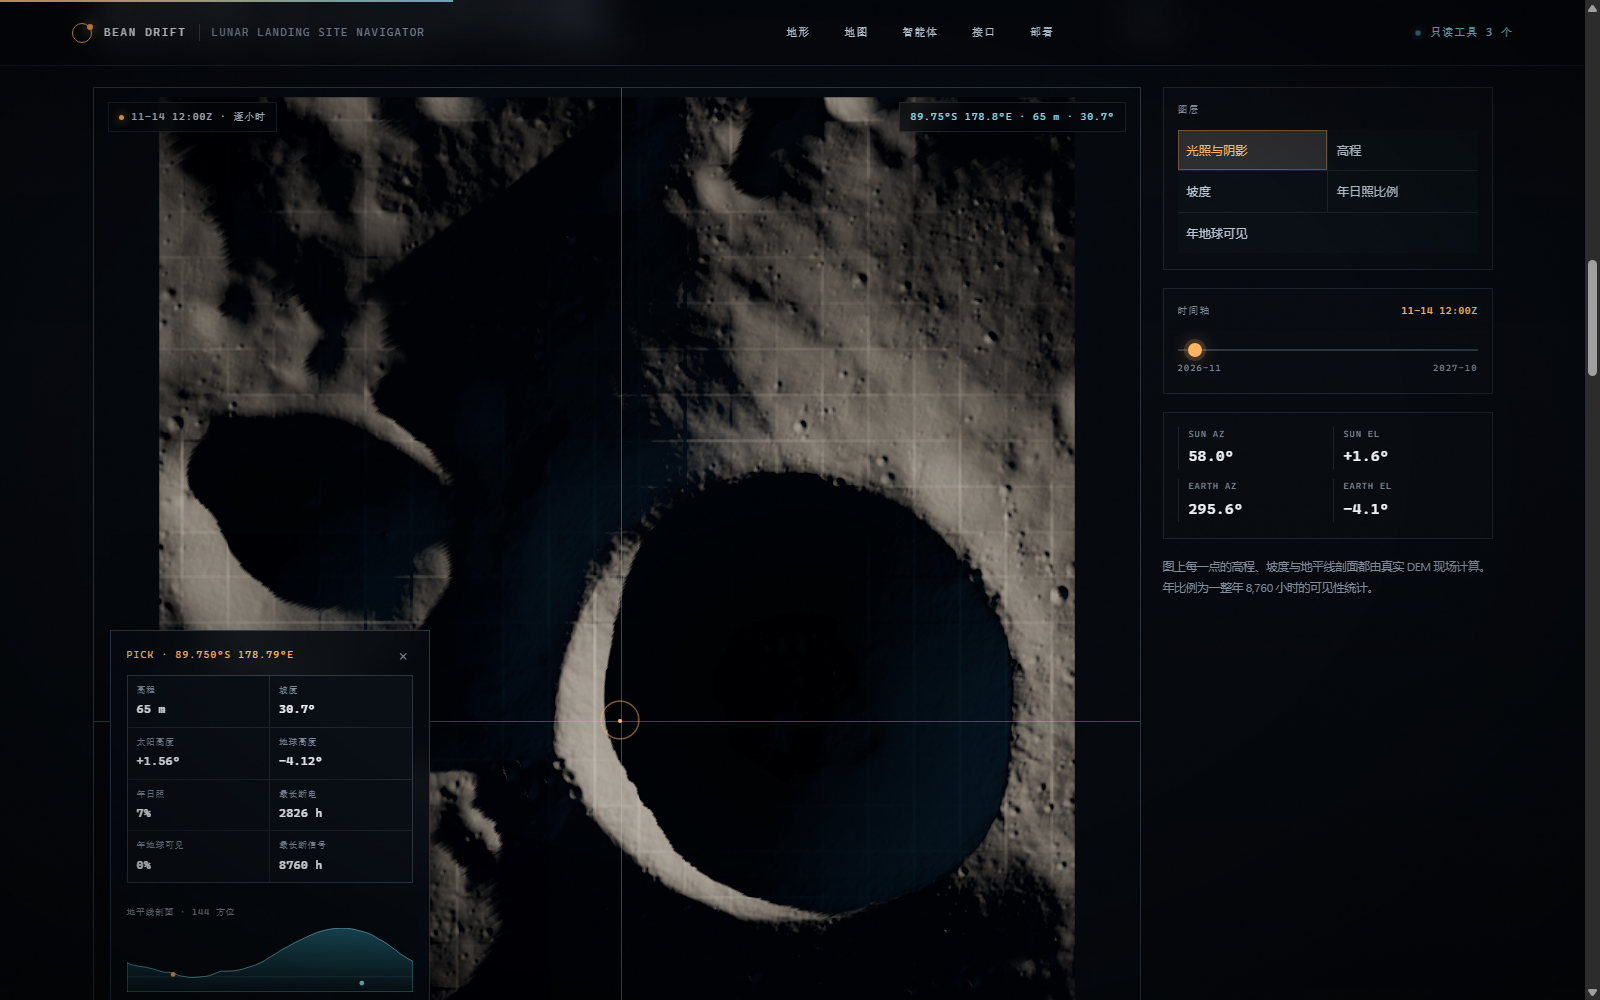 BEAN DRIFT
LUNAR LANDING SITE NAVIGATOR
地形
地图
智能体
接口
部署
只读工具 3 个
11-14 12:00Z · 逐小时
89.75°S 178.8°E · 65 m · 30.7°
图层
光照与阴影
高程
坡度
年日照比例
年地球可见
时间轴
11-14 12:00Z
2026-11
2027-10
SUN AZ
58.0°
SUN EL
+1.6°
EARTH AZ
295.6°
EARTH EL
-4.1°
图上每一点的高程、坡度与地平线剖面都由真实 DEM 现场计算。
年比例为一整年 8,760 小时的可见性统计。
PICK · 89.750°S 178.79°E
×
高程
65 m
坡度
30.7°
太阳高度
+1.56°
地球高度
-4.12°
年日照
7%
最长断电
2826 h
年地球可见
0%
最长断信号
8760 h
地平线剖面 · 144 方位